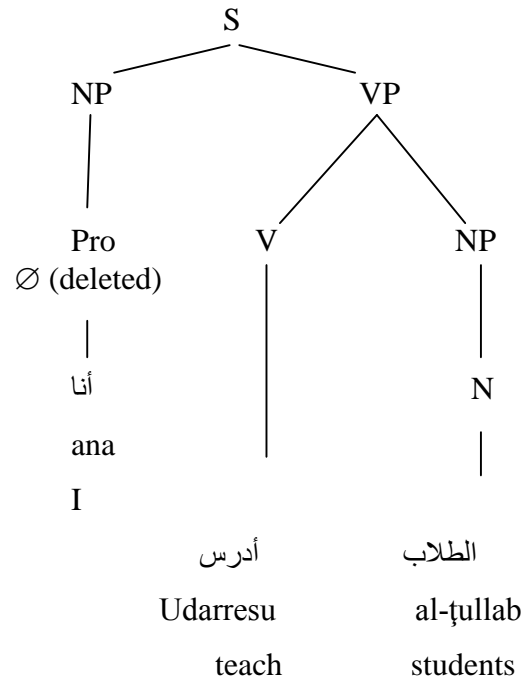 S
NP VP
Pro V NP
∅ (deleted)
أنا N
ana
I
أدرس الطلاب
Udarresu al-ţullab
teach students